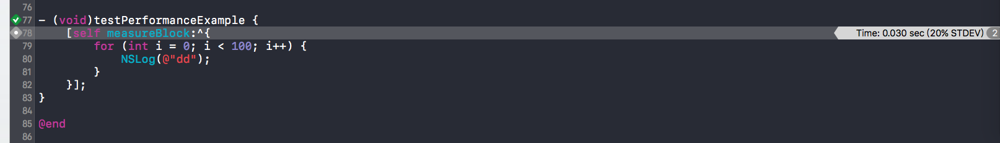 76
77 - (void)testPerformanceExample {
78 [self measureBlock:^{ Time: 0.030 sec (20% STDEV) 2
79 for (int i = 0; i < 100; i++) {
80 NSLog(@"dd");
81 }
82 }];
83 }
84
85 @end
86